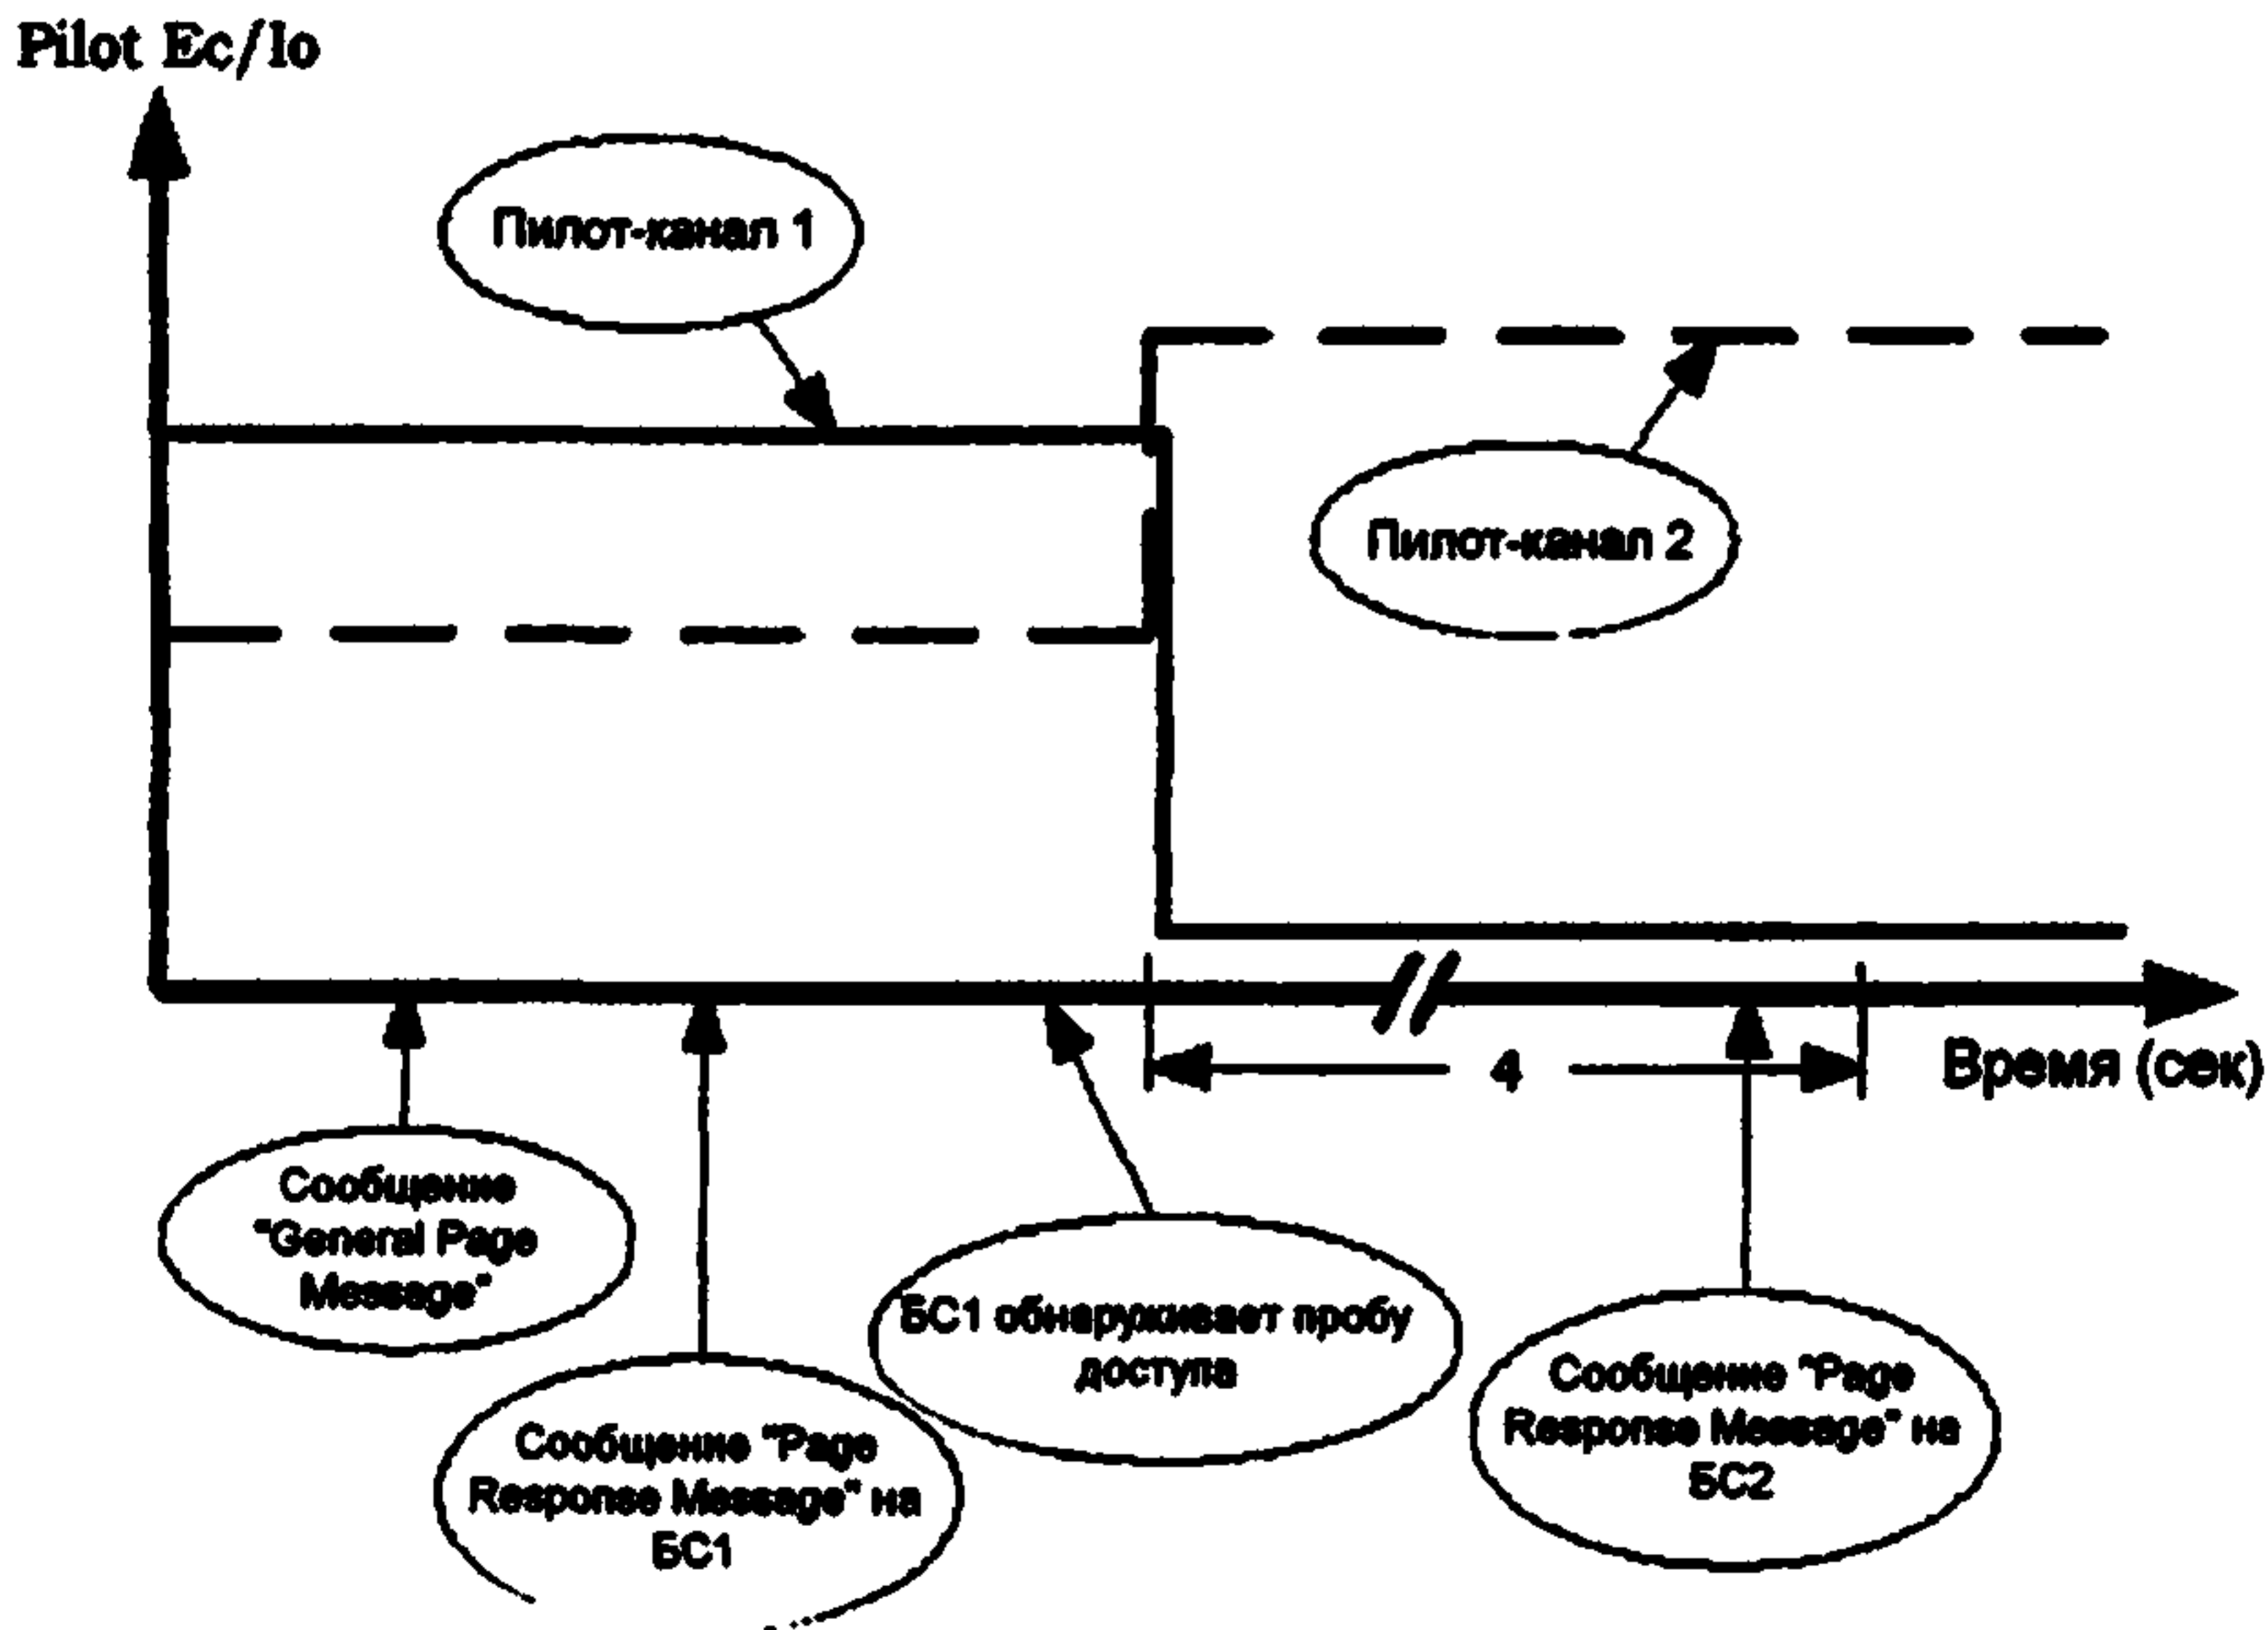 Pilot Ec/Io
Пилот-канал 1
Пилот-канал 2
4
Время (сек)
Сообщение
"General Page
Message"
БС1 обнаруживает пробу
доступа
Сообщение "Page
Response Message" на
БС1
Сообщение "Page
Response Message" на
БС2